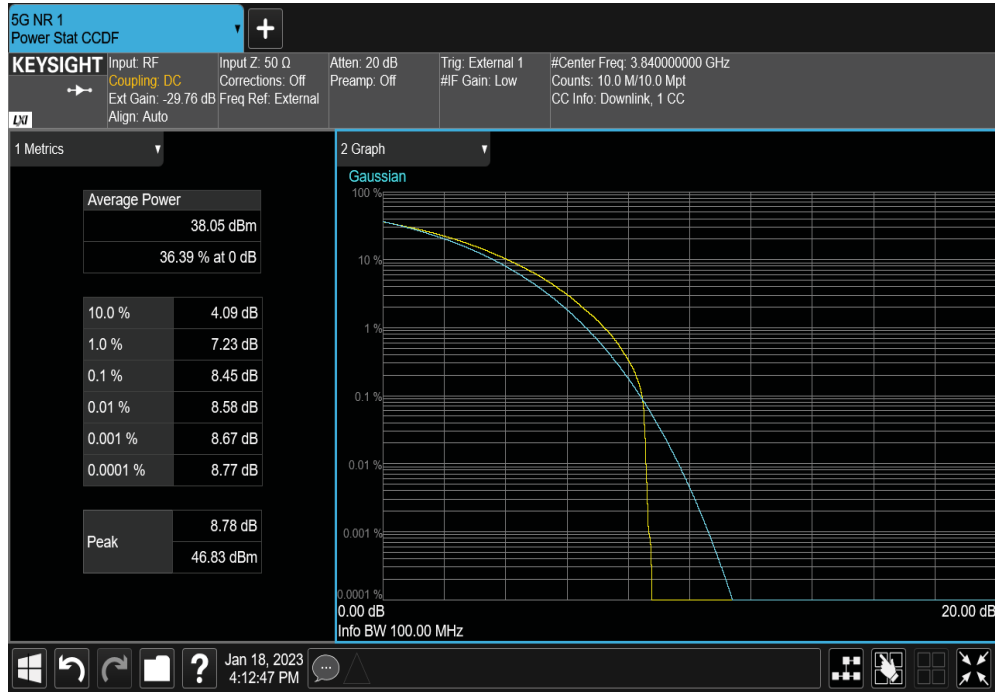 5G NR 1
Power Stat CCDF
KEYSIGHT
LXI
Input: RF
Coupling: DC
Ext Gain: -29.76 dB
Align: Auto
Input Z: 50 Ω
Corrections: Off
Freq Ref: External
Atten: 20 dB
Preamp: Off
Trig: External 1
#IF Gain: Low
#Center Freq: 3.840000000 GHz
Counts: 10.0 M/10.0 Mpt
CC Info: Downlink, 1 CC
1 Metrics
Average Power
38.05 dBm
36.39 % at 0 dB
10.0 % 4.09 dB
1.0 % 7.23 dB
0.1 % 8.45 dB
0.01 % 8.58 dB
0.001 % 8.67 dB
0.0001 % 8.77 dB
Peak
8.78 dB
46.83 dBm
2 Graph
Gaussian
100 %
10 %
1 %
0.1 %
0.01 %
0.001 %
0.0001 %
0.00 dB 20.00 dB
Info BW 100.00 MHz
Jan 18, 2023
4:12:47 PM